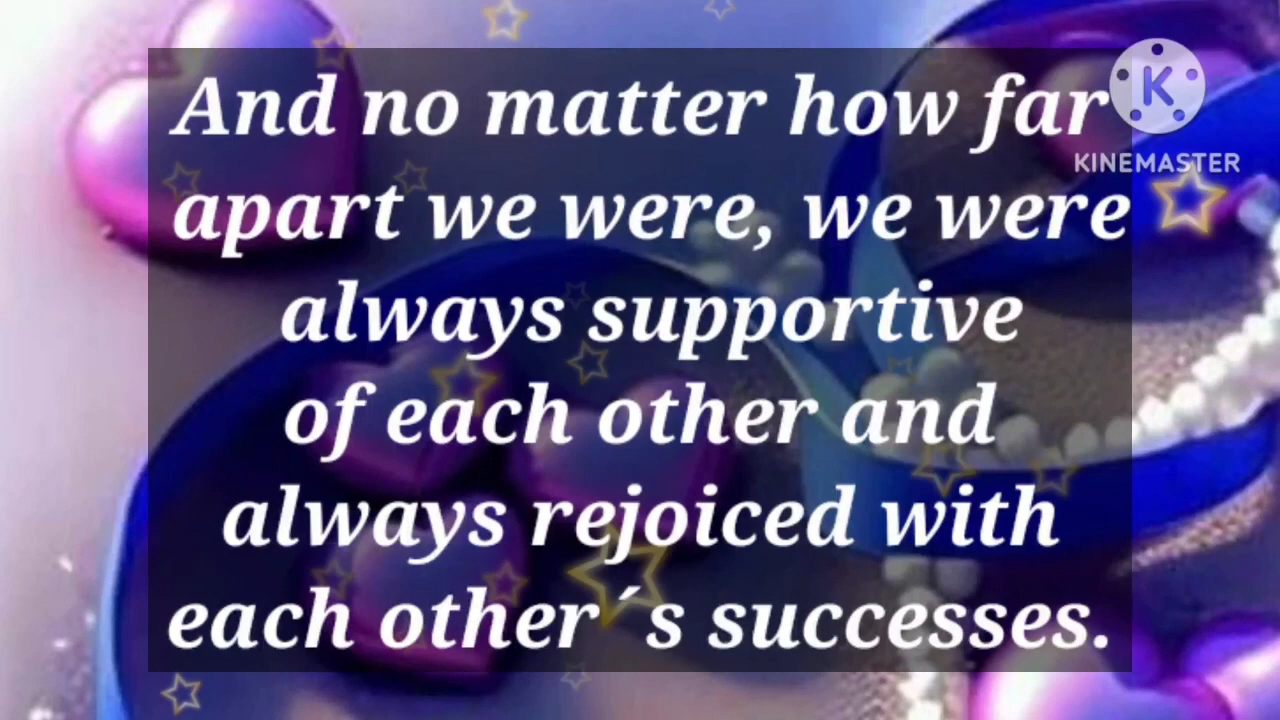 And no matter how far
K
KINEMASTER
apart we were, we were
always supportive
of each other and
always rejoiced with
each other´s successes.